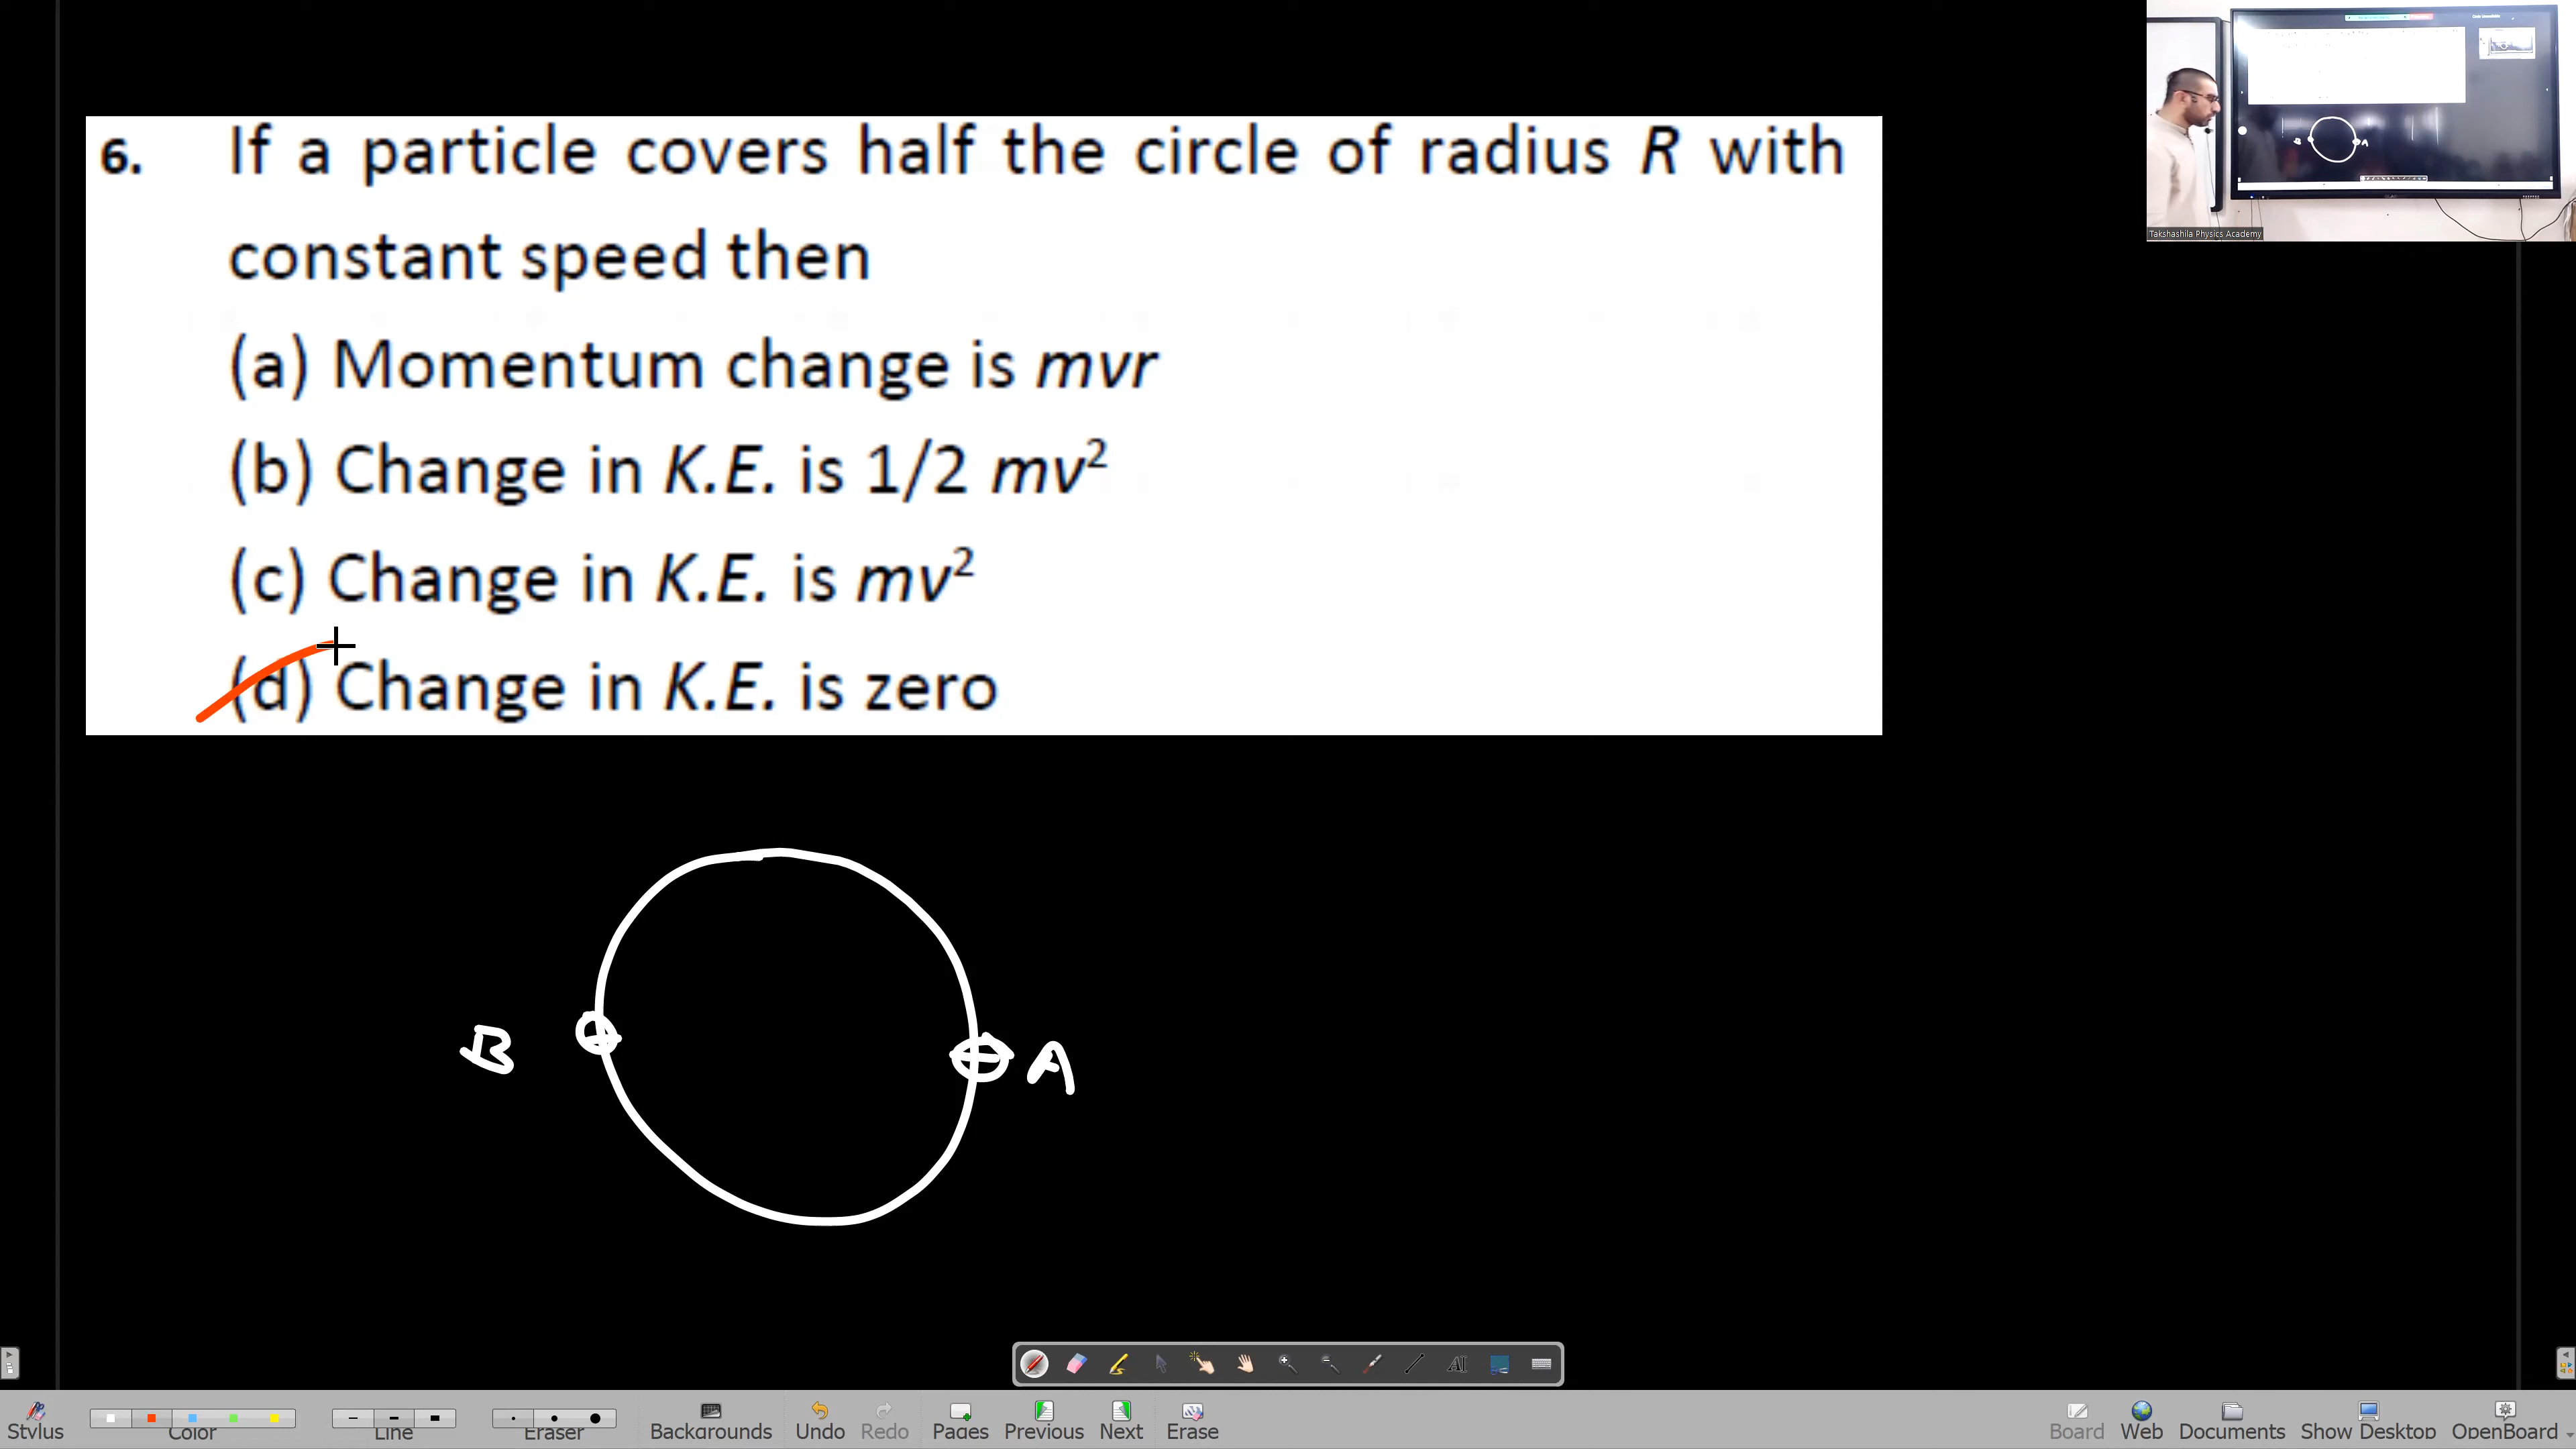 6. If a particle covers half the circle of radius R with
constant speed then
(a) Momentum change is mvr
(b) Change in K.E. is 1/2 mv²
(c) Change in K.E. is mv²
(d) Change in K.E. is zero
B
A
Takshashila Physics Academy
Stylus
Color
Line
Eraser
Backgrounds
Undo
Redo
Pages
Previous
Next
Erase
Board
Web
Documents
Show Desktop
OpenBoard